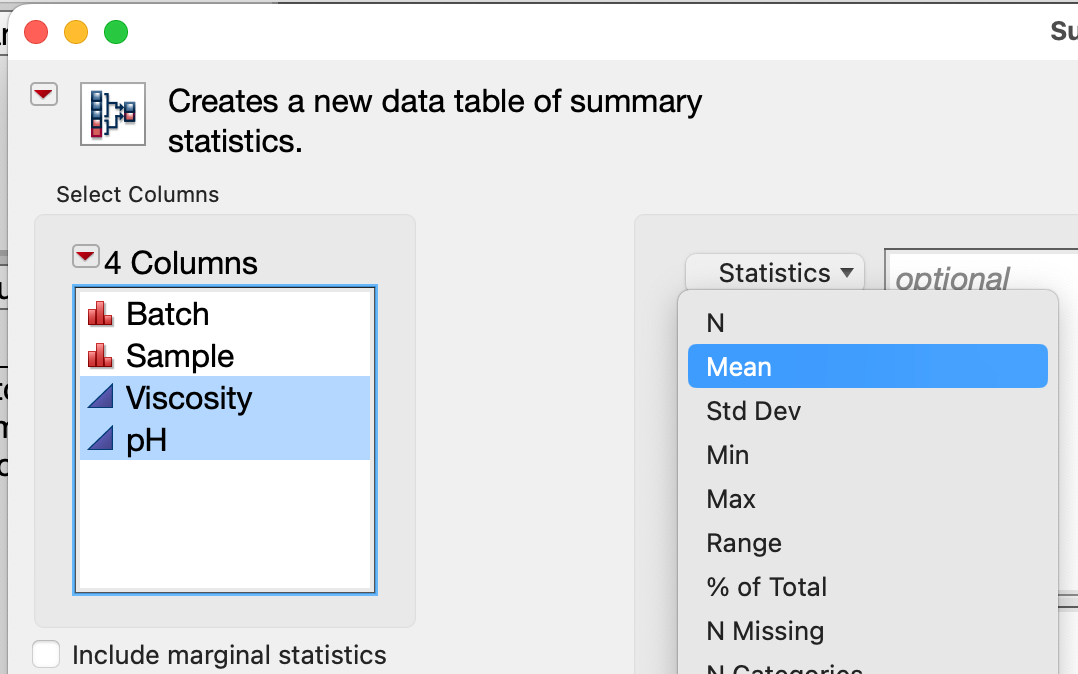 Su
Creates a new data table of summary
statistics.
Select Columns
4 Columns
Batch
Sample
Viscosity
pH
Include marginal statistics
Statistics
optional
N
Mean
Std Dev
Min
Max
Range
% of Total
N Missing
N Categories